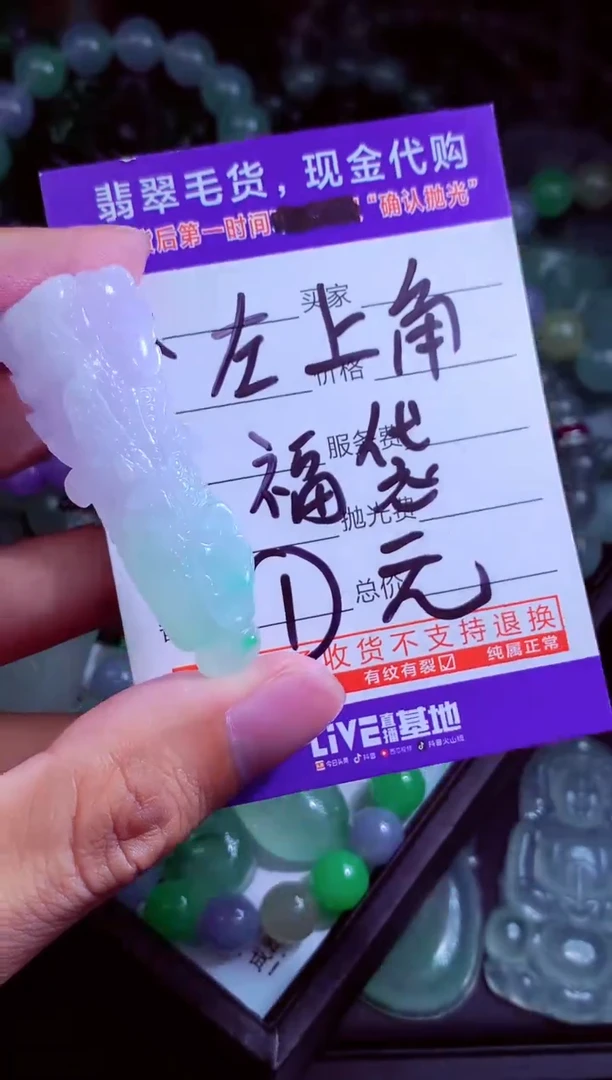 翡翠毛货，现金代购
后第一时间 “确认抛光”
买家
左上角
价格
服务费
福袋
抛光费
总价
①元
收货不支持退换
有纹有裂☑ 纯属正常
LiVE直播基地
今日头条 抖音 西瓜视频 抖音火山版